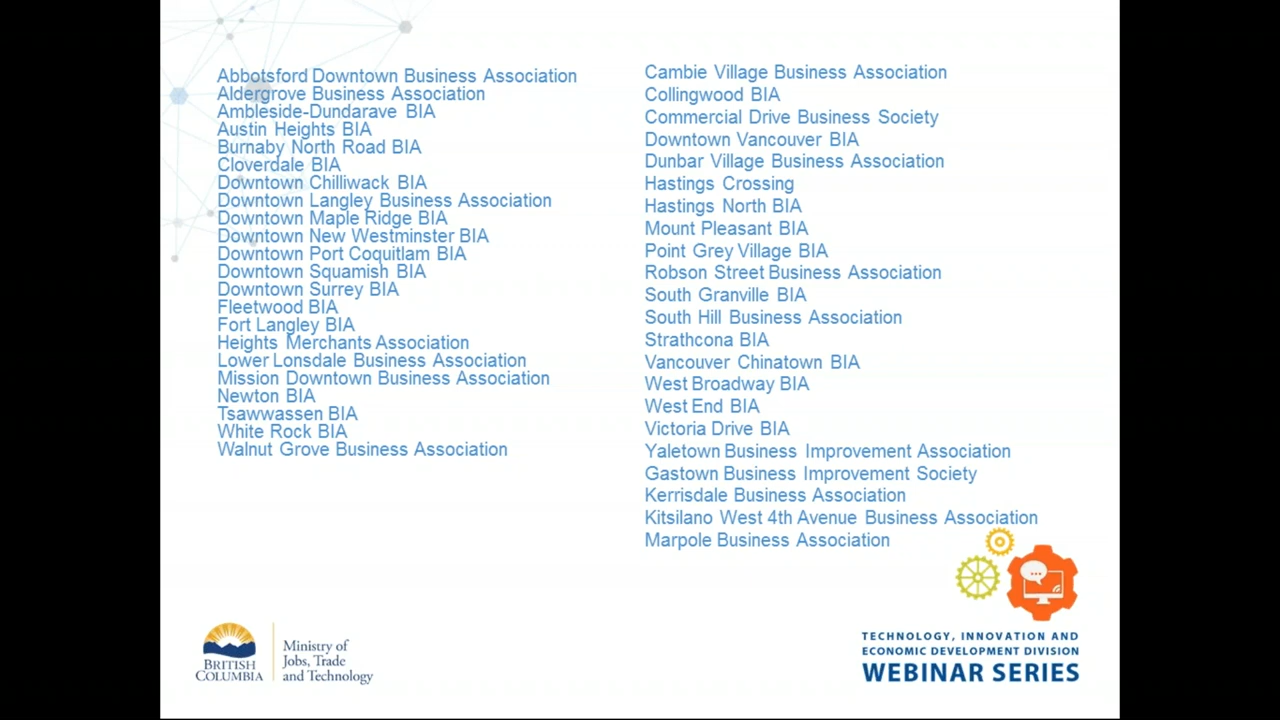 Abbotsford Downtown Business Association
Aldergrove Business Association
Ambleside-Dundarave BIA
Austin Heights BIA
Burnaby North Road BIA
Cloverdale BIA
Downtown Chilliwack BIA
Downtown Langley Business Association
Downtown Maple Ridge BIA
Downtown New Westminster BIA
Downtown Port Coquitlam BIA
Downtown Squamish BIA
Downtown Surrey BIA
Fleetwood BIA
Fort Langley BIA
Heights Merchants Association
Lower Lonsdale Business Association
Mission Downtown Business Association
Newton BIA
Tsawwassen BIA
White Rock BIA
Walnut Grove Business Association
Cambie Village Business Association
Collingwood BIA
Commercial Drive Business Society
Downtown Vancouver BIA
Dunbar Village Business Association
Hastings Crossing
Hastings North BIA
Mount Pleasant BIA
Point Grey Village BIA
Robson Street Business Association
South Granville BIA
South Hill Business Association
Strathcona BIA
Vancouver Chinatown BIA
West Broadway BIA
West End BIA
Victoria Drive BIA
Yaletown Business Improvement Association
Gastown Business Improvement Society
Kerrisdale Business Association
Kitsilano West 4th Avenue Business Association
Marpole Business Association
BRITISH
COLUMBIA
Ministry of
Jobs, Trade
and Technology
TECHNOLOGY, INNOVATION AND
ECONOMIC DEVELOPMENT DIVISION
WEBINAR SERIES